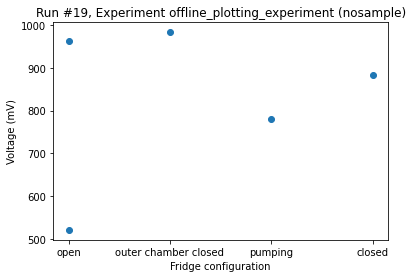 Run #19, Experiment offline_plotting_experiment (nosample)
Voltage (mV)
1000
900
800
700
600
500
open
outer chamber closed
pumping
closed
Fridge configuration